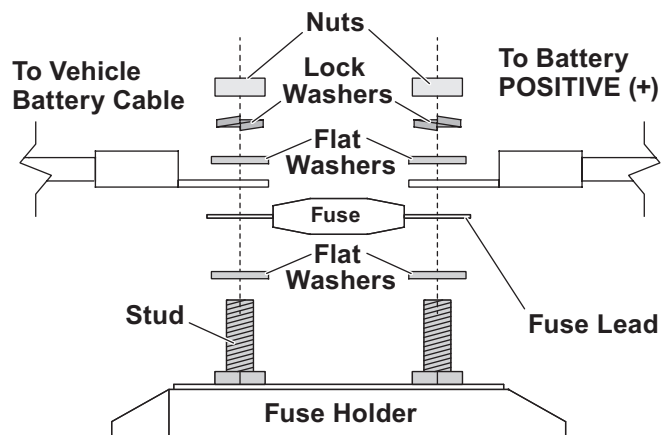 Nuts
To Vehicle
Battery Cable
Lock
Washers
To Battery
POSITIVE (+)
Flat
Washers
Fuse
Flat
Washers
Stud
Fuse Lead
Fuse Holder